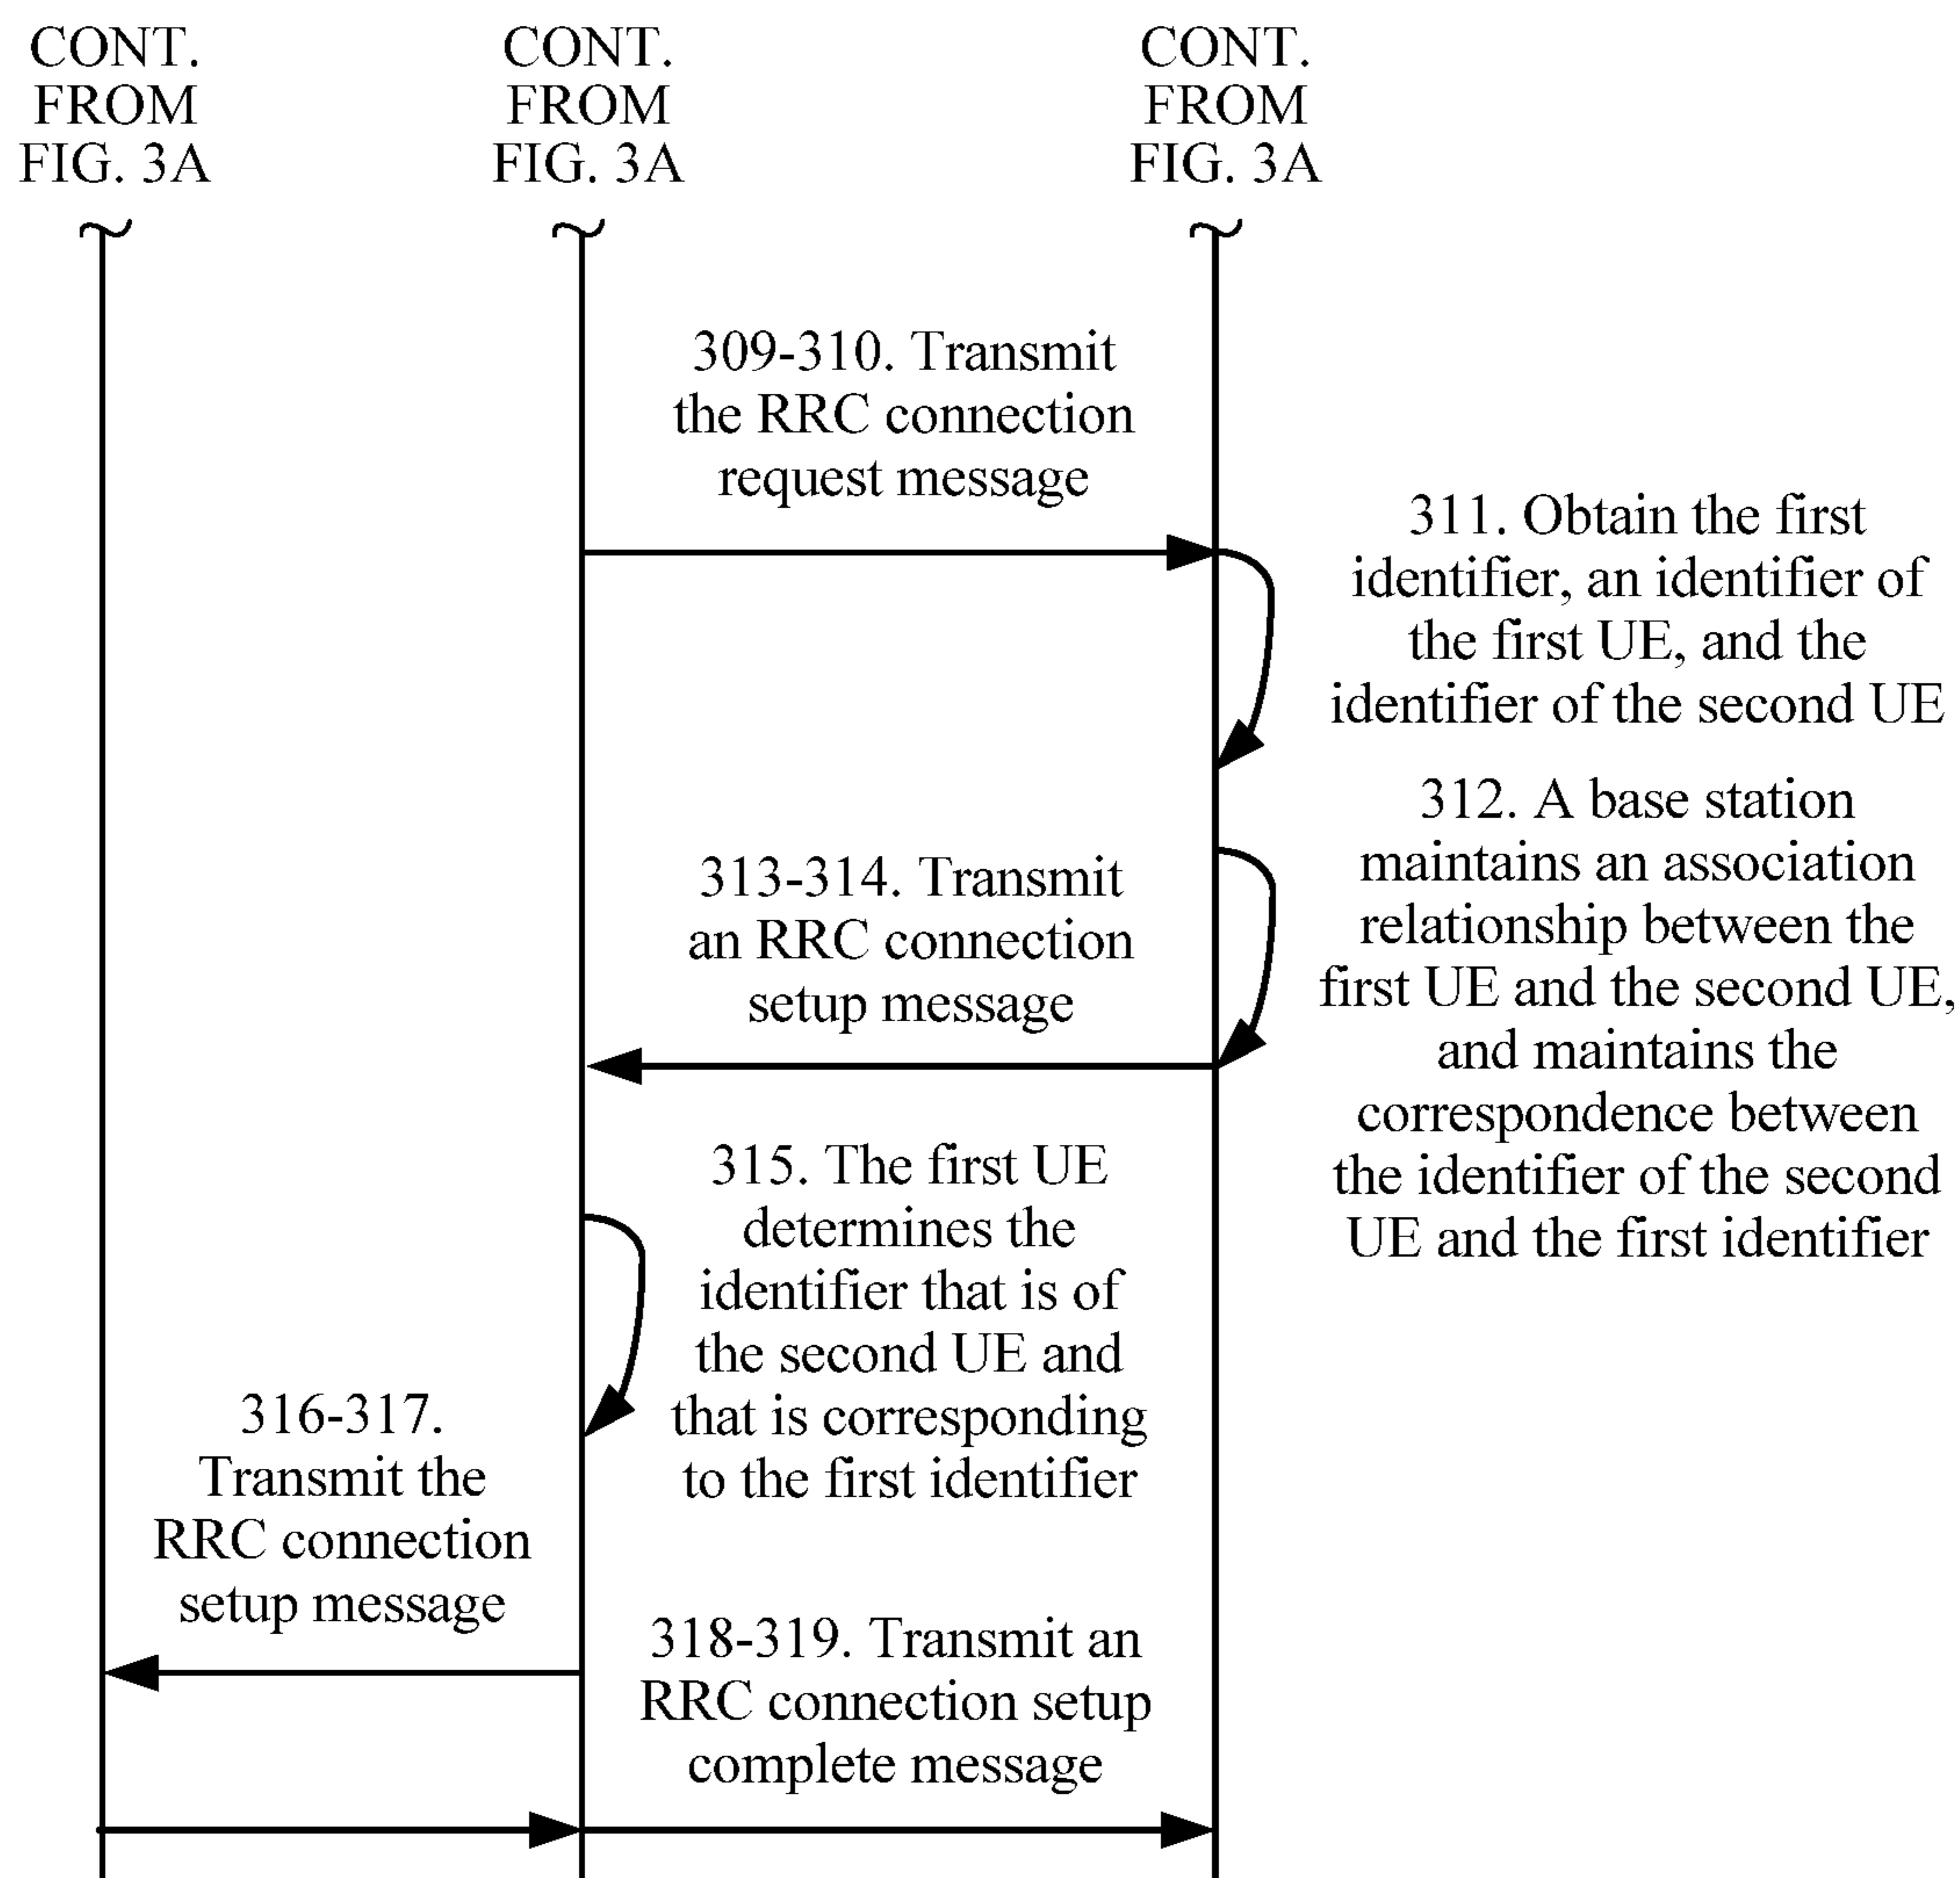 CONT.
FROM
FIG. 3A
CONT.
FROM
FIG. 3A
CONT.
FROM
FIG. 3A
309-310. Transmit
the RRC connection
request message
311. Obtain the first
identifier, an identifier of
the first UE, and the
identifier of the second UE
312. A base station
maintains an association
relationship between the
first UE and the second UE,
and maintains the
correspondence between
the identifier of the second
UE and the first identifier
313-314. Transmit
an RRC connection
setup message
315. The first UE
determines the
identifier that is of
the second UE and
that is corresponding
to the first identifier
316-317.
Transmit the
RRC connection
setup message
318-319. Transmit an
RRC connection setup
complete message